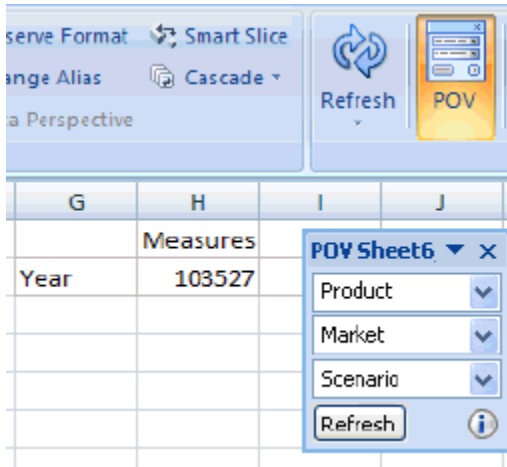 serve Format Smart Slice
ange Alias Cascade
a Perspective
Refresh POV
G H I J
Measures
Year 103527
POV Sheet6
Product
Market
Scenario
Refresh